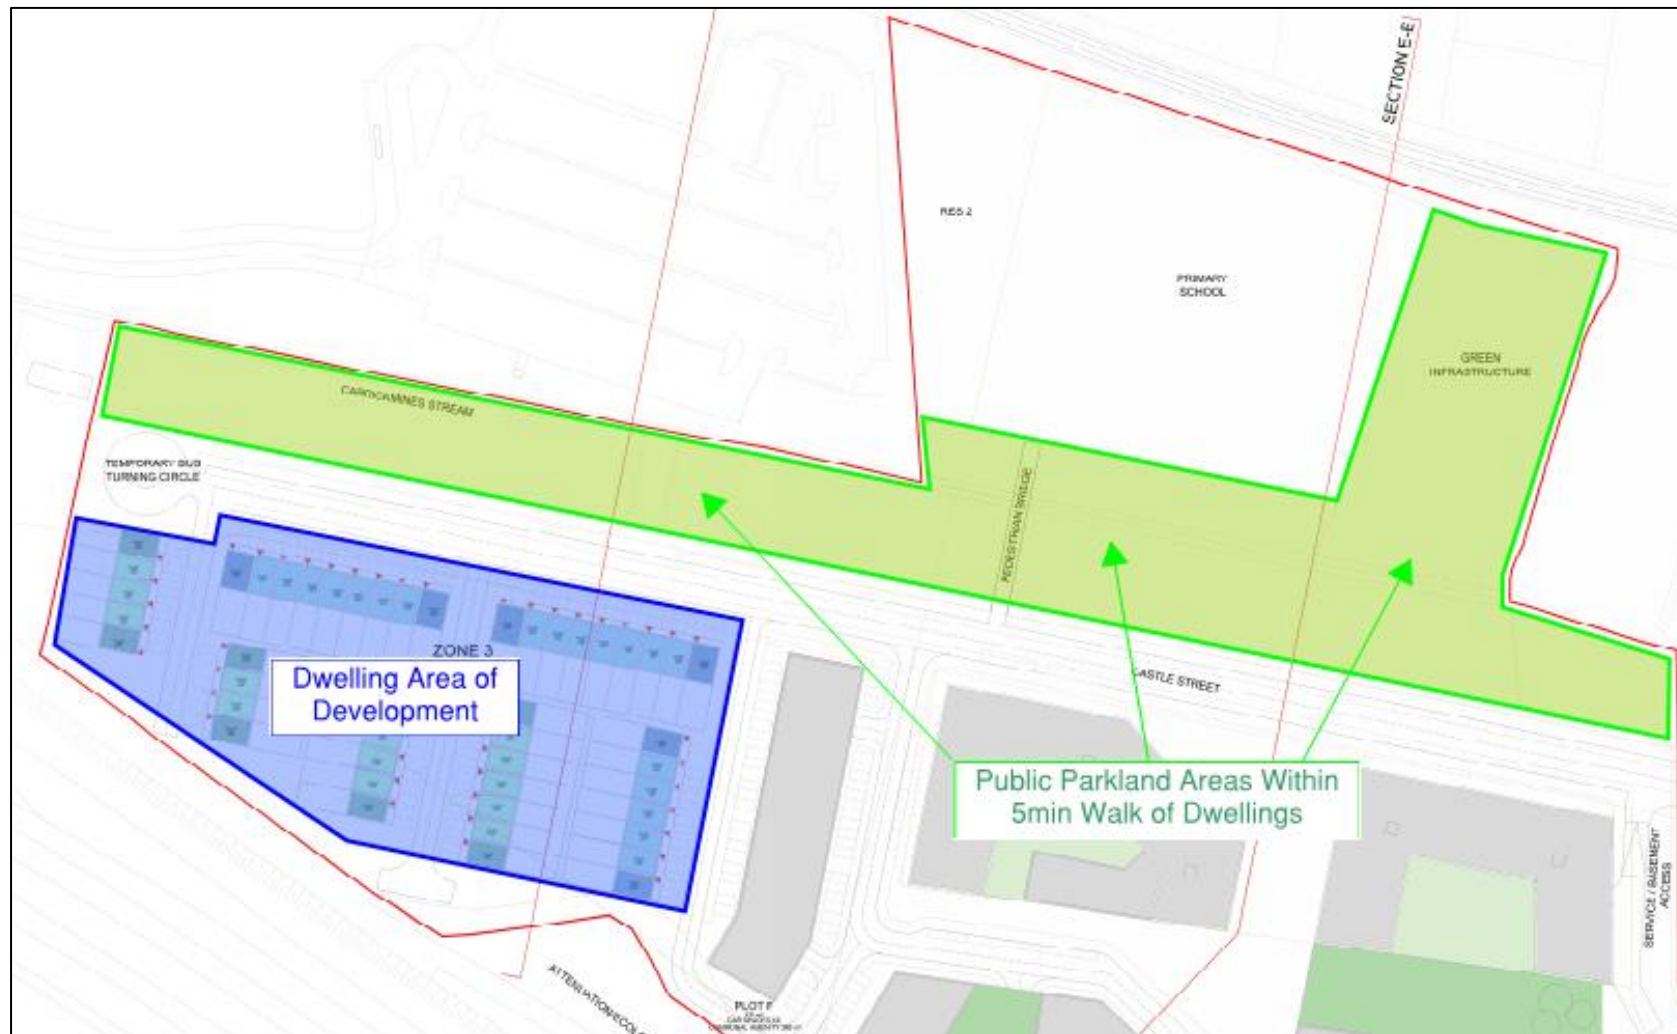 SECTION E-E
RES 2
PRIMARY
SCHOOL
GREEN
INFRASTRUCTURE
CARRICKMINES STREAM
TEMPORARY BUS
TURNING CIRCLE
PEDESTRIAN BRIDGE
ZONE 3
Dwelling Area of
Development
CASTLE STREET
Public Parkland Areas Within
5min Walk of Dwellings
SERVICE / BASEMENT
ACCESS
PLOT F